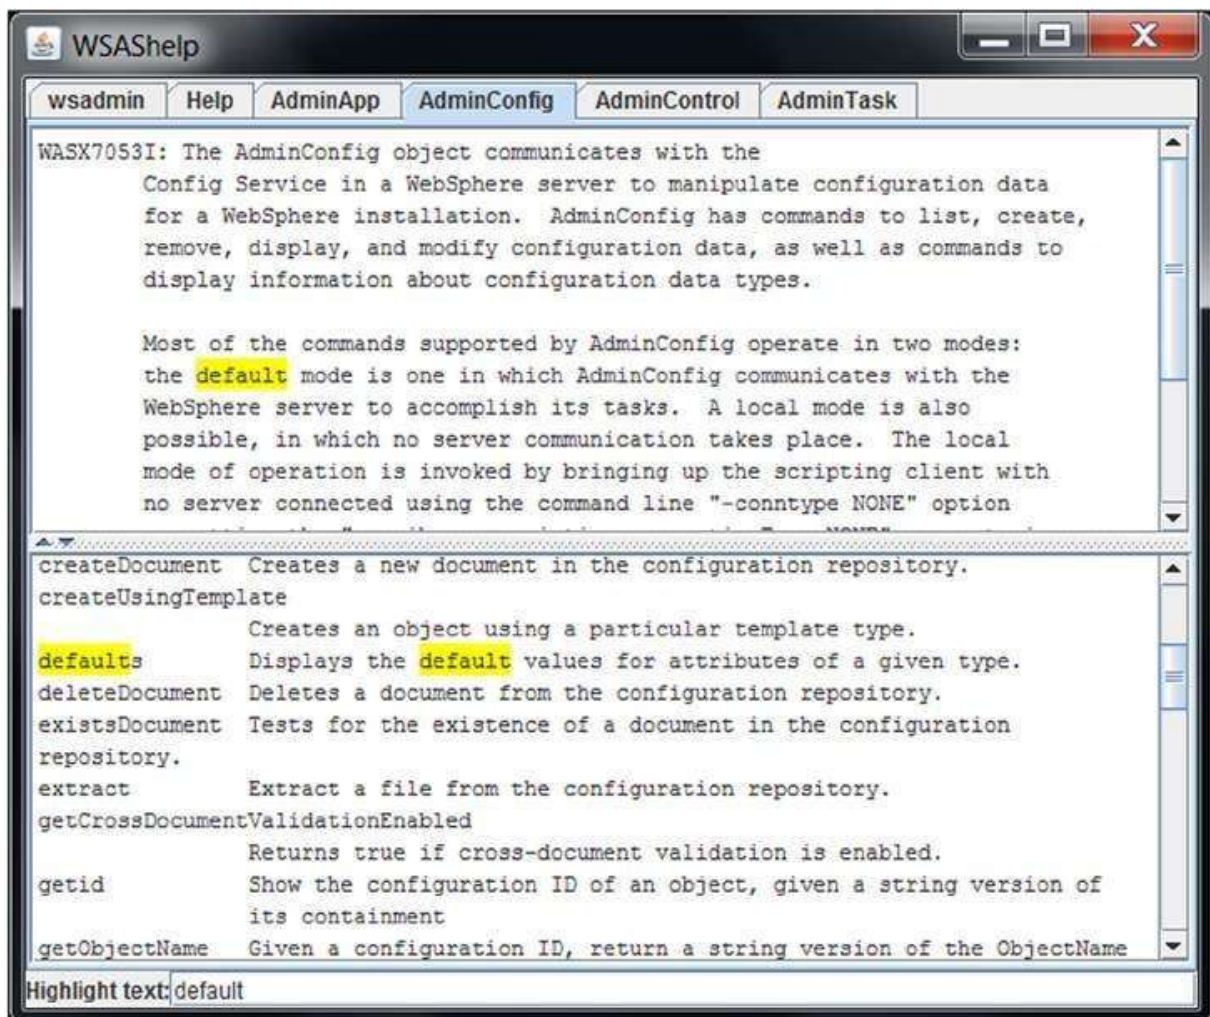 WSAShelp
wsadmin Help AdminApp AdminConfig AdminControl AdminTask
WASX7053I: The AdminConfig object communicates with the
Config Service in a WebSphere server to manipulate configuration data
for a WebSphere installation. AdminConfig has commands to list, create,
remove, display, and modify configuration data, as well as commands to
display information about configuration data types.
Most of the commands supported by AdminConfig operate in two modes:
the default mode is one in which AdminConfig communicates with the
WebSphere server to accomplish its tasks. A local mode is also
possible, in which no server communication takes place. The local
mode of operation is invoked by bringing up the scripting client with
no server connected using the command line "-conntype NONE" option
createDocument Creates a new document in the configuration repository.
createUsingTemplate
Creates an object using a particular template type.
defaults Displays the default values for attributes of a given type.
deleteDocument Deletes a document from the configuration repository.
existsDocument Tests for the existence of a document in the configuration
repository.
extract Extract a file from the configuration repository.
getCrossDocumentValidationEnabled
Returns true if cross-document validation is enabled.
getid Show the configuration ID of an object, given a string version of
its containment
getObjectName Given a configuration ID, return a string version of the ObjectName
Highlight text: default